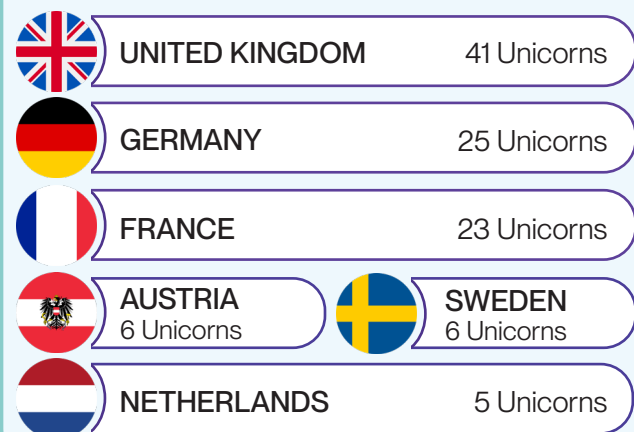 UNITED KINGDOM 41 Unicorns
GERMANY 25 Unicorns
FRANCE 23 Unicorns
AUSTRIA
6 Unicorns
SWEDEN
6 Unicorns
NETHERLANDS 5 Unicorns